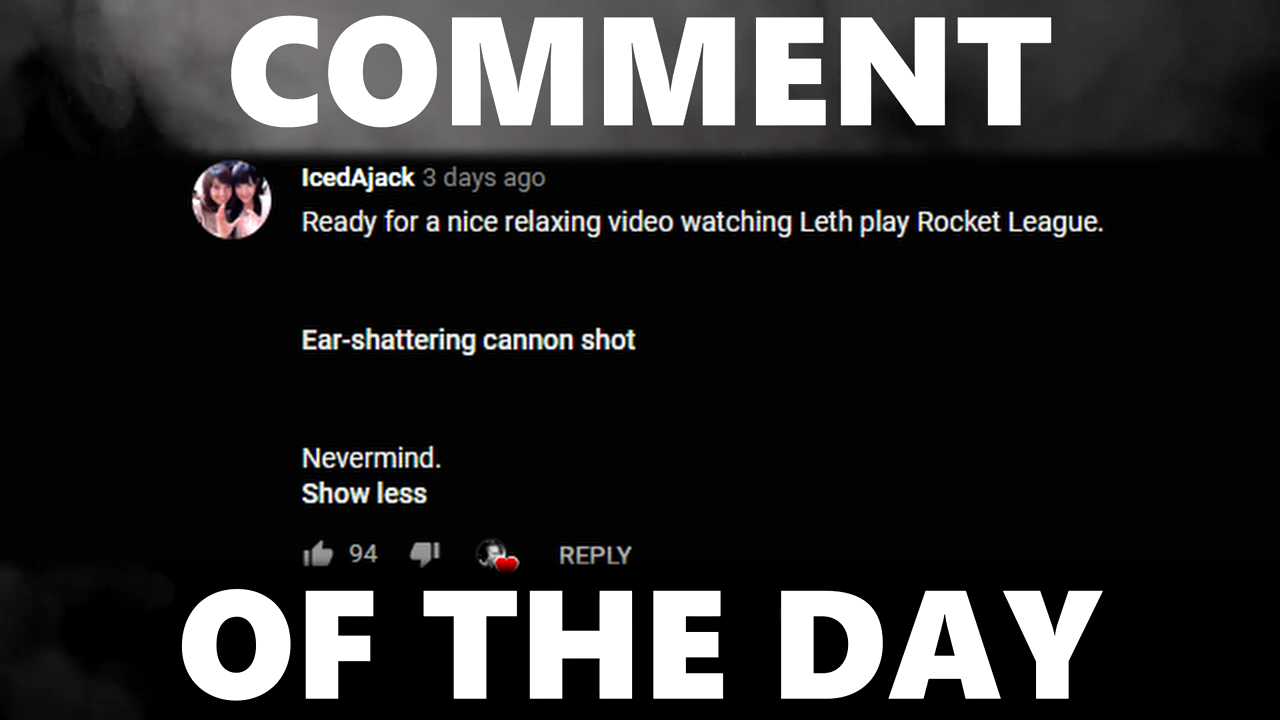 COMMENT
IcedAjack 3 days ago
Ready for a nice relaxing video watching Leth play Rocket League.
Ear-shattering cannon shot
Nevermind.
Show less
94 REPLY
OF THE DAY